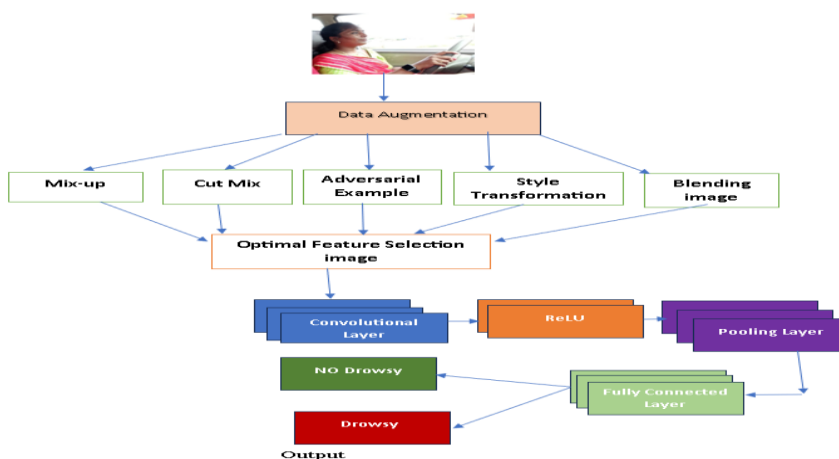 Data Augmentation
Mix-up
Cut Mix
Adversarial
Example
Style
Transformation
Blending
image
Optimal Feature Selection
image
Convolutional
Layer
ReLU
Pooling Layer
NO Drowsy
Fully Connected
Layer
Drowsy
Output